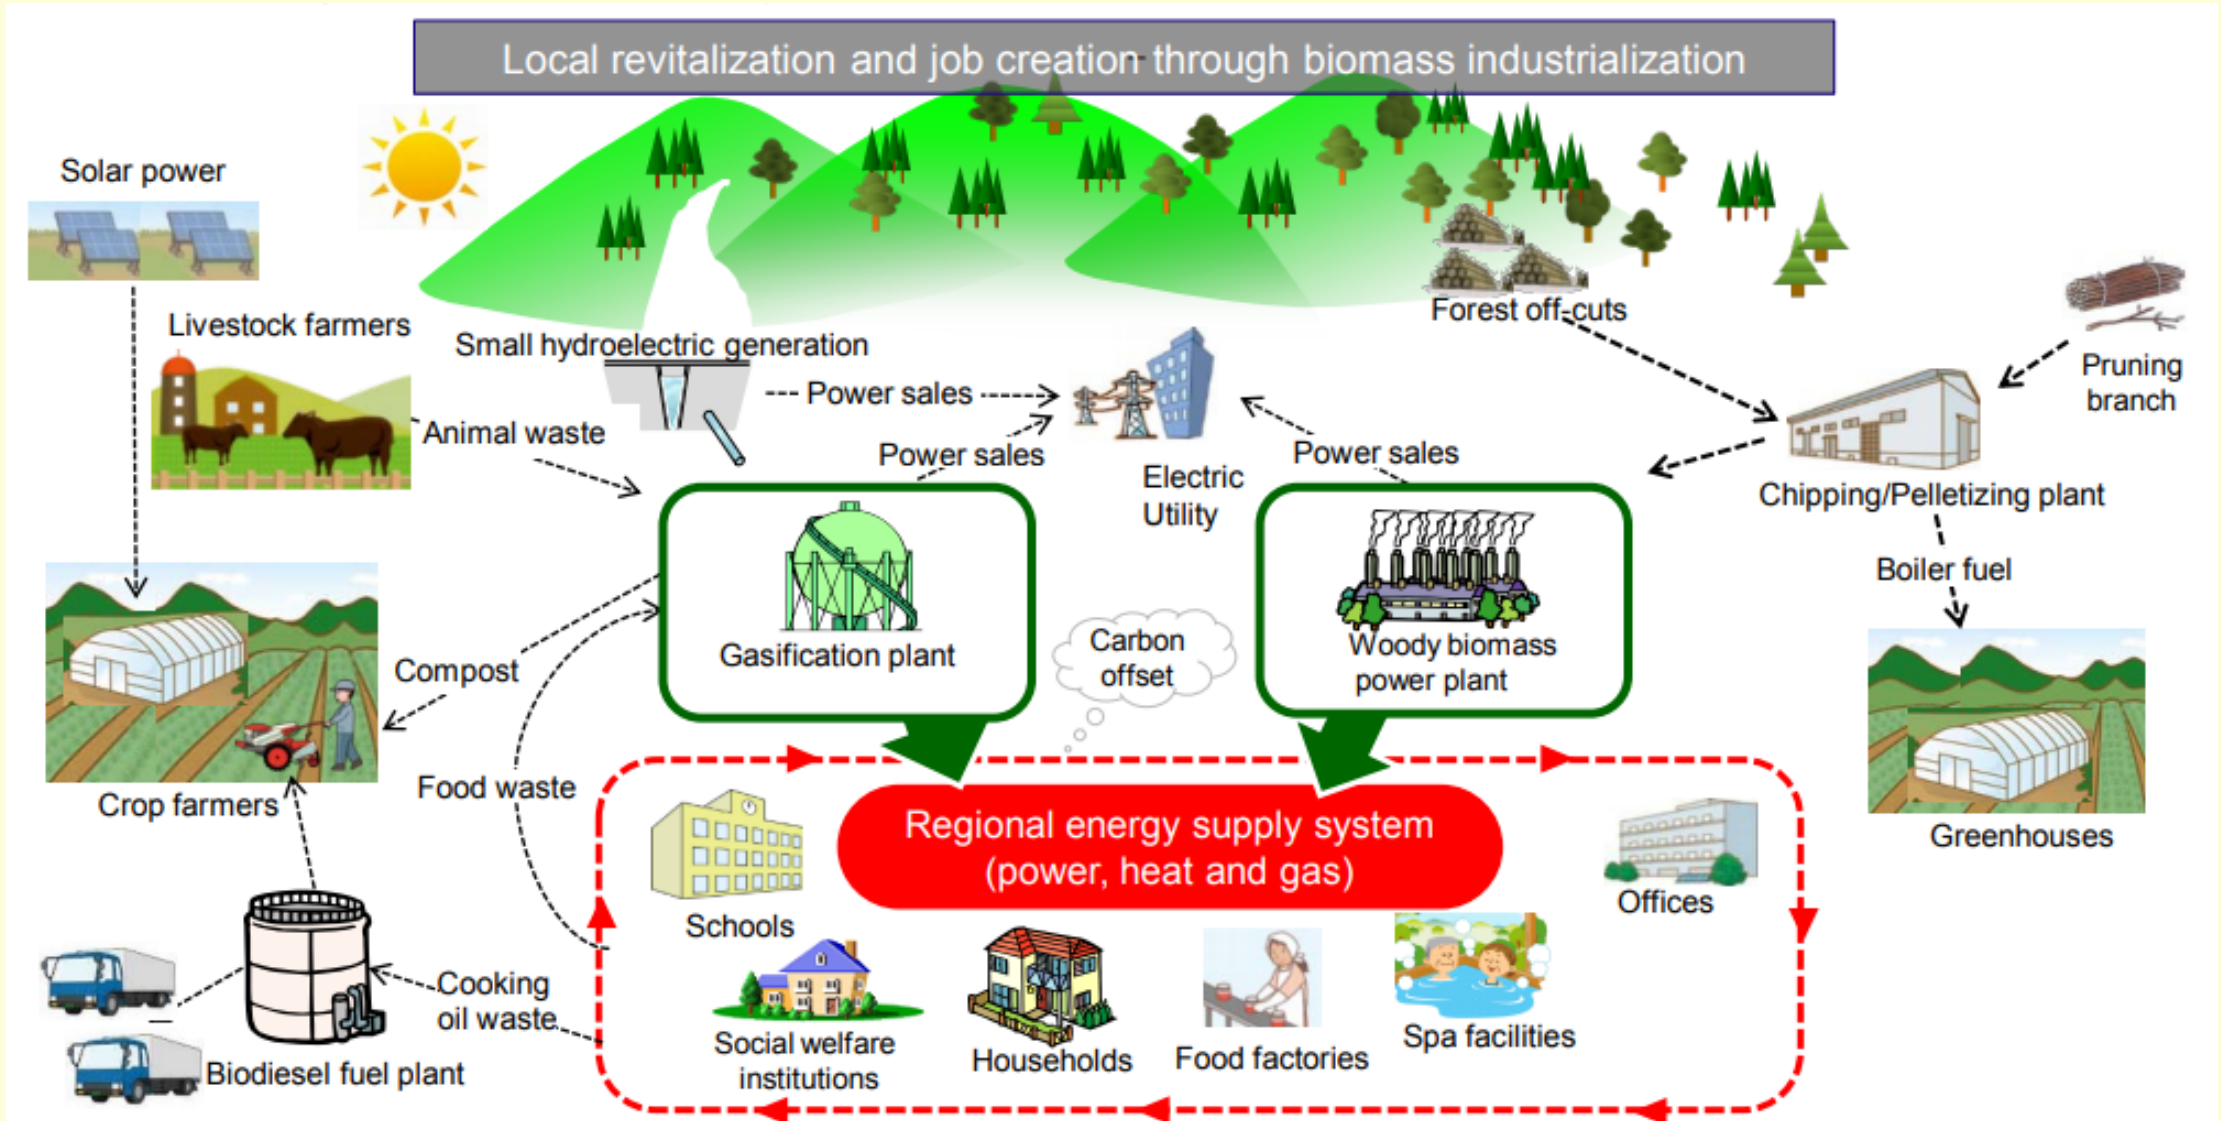 Local revitalization and job creation through biomass industrialization
Solar power
Livestock farmers
Small hydroelectric generation
Forest off-cuts
Pruning
branch
Power sales
Animal waste
Power sales
Power sales
Electric
Utility
Chipping/Pelletizing plant
Boiler fuel
Gasification plant
Carbon
offset
Woody biomass
power plant
Compost
Food waste
Crop farmers
Regional energy supply system
(power, heat and gas)
Greenhouses
Schools
Offices
Cooking
oil waste
Social welfare
institutions
Households
Food factories
Spa facilities
Biodiesel fuel plant